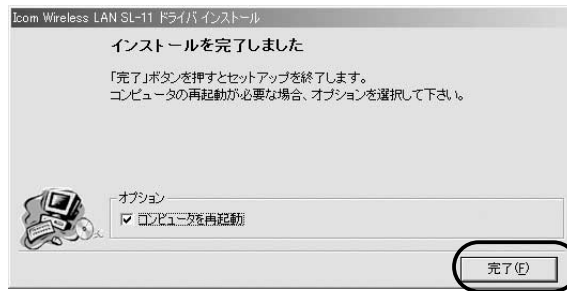 Icom Wireless LAN SL-11 ドライバ インストール
インストールを完了しました
「完了」ボタンを押すとセットアップを終了します。
コンピュータの再起動が必要な場合、オプションを選択して下さい。
オプション
コンピュータを再起動
完了(F)